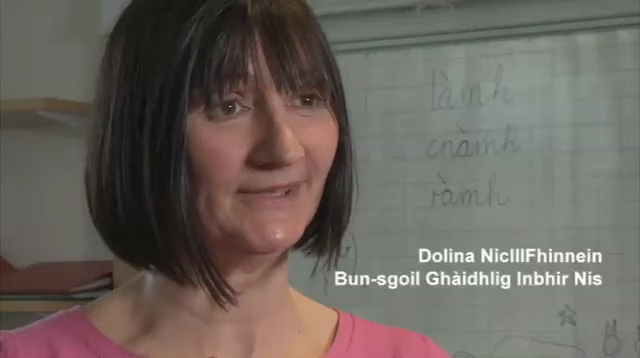 làmh
cnàmh
ràmh
Dolina NicIllFhinnein
Bun-sgoil Ghàidhlig Inbhir Nis